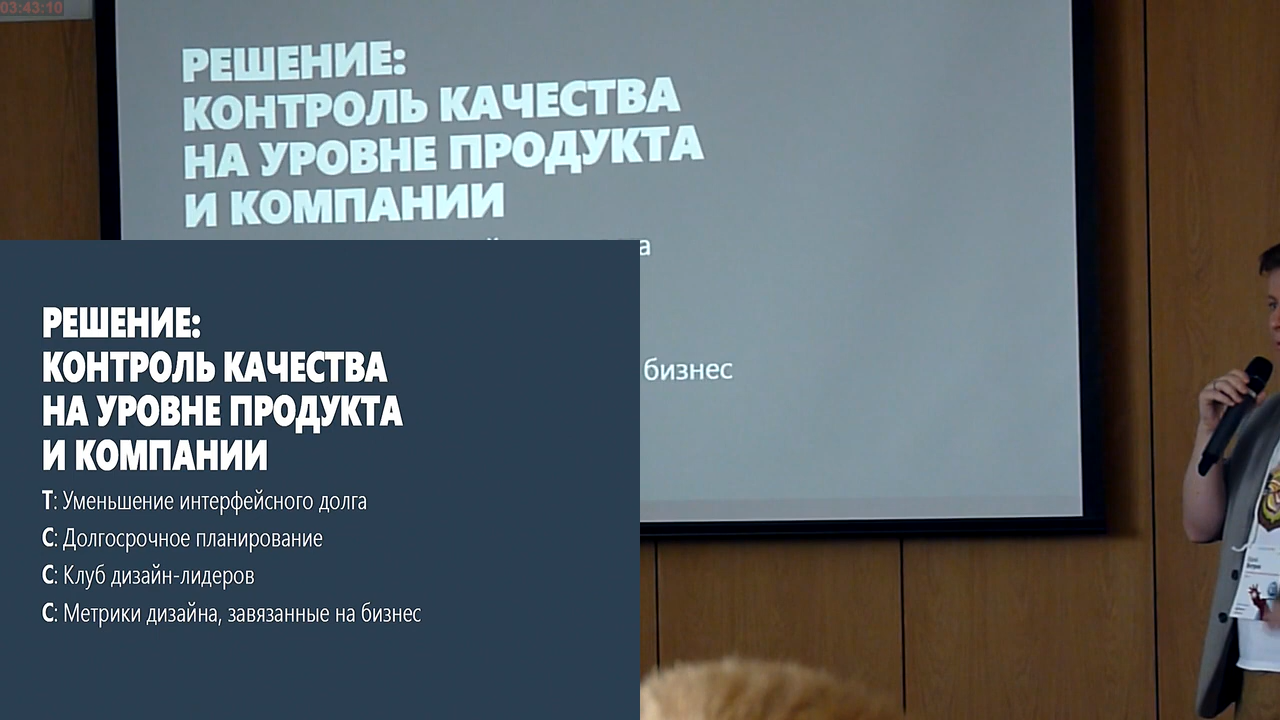 03:43:10
РЕШЕНИЕ:
КОНТРОЛЬ КАЧЕСТВА
НА УРОВНЕ ПРОДУКТА
И КОМПАНИИ
бизнес
РЕШЕНИЕ:
КОНТРОЛЬ КАЧЕСТВА
НА УРОВНЕ ПРОДУКТА
И КОМПАНИИ
Т: Уменьшение интерфейсного долга
С: Долгосрочное планирование
С: Клуб дизайн-лидеров
С: Метрики дизайна, завязанные на бизнес